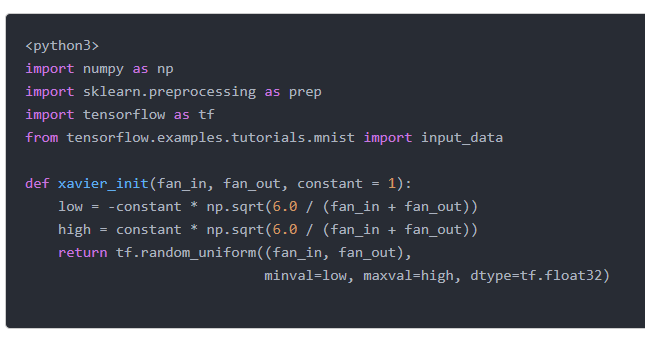 <python3>
import numpy as np
import sklearn.preprocessing as prep
import tensorflow as tf
from tensorflow.examples.tutorials.mnist import input_data

def xavier_init(fan_in, fan_out, constant = 1):
    low = -constant * np.sqrt(6.0 / (fan_in + fan_out))
    high = constant * np.sqrt(6.0 / (fan_in + fan_out))
    return tf.random_uniform((fan_in, fan_out),
                             minval=low, maxval=high, dtype=tf.float32)